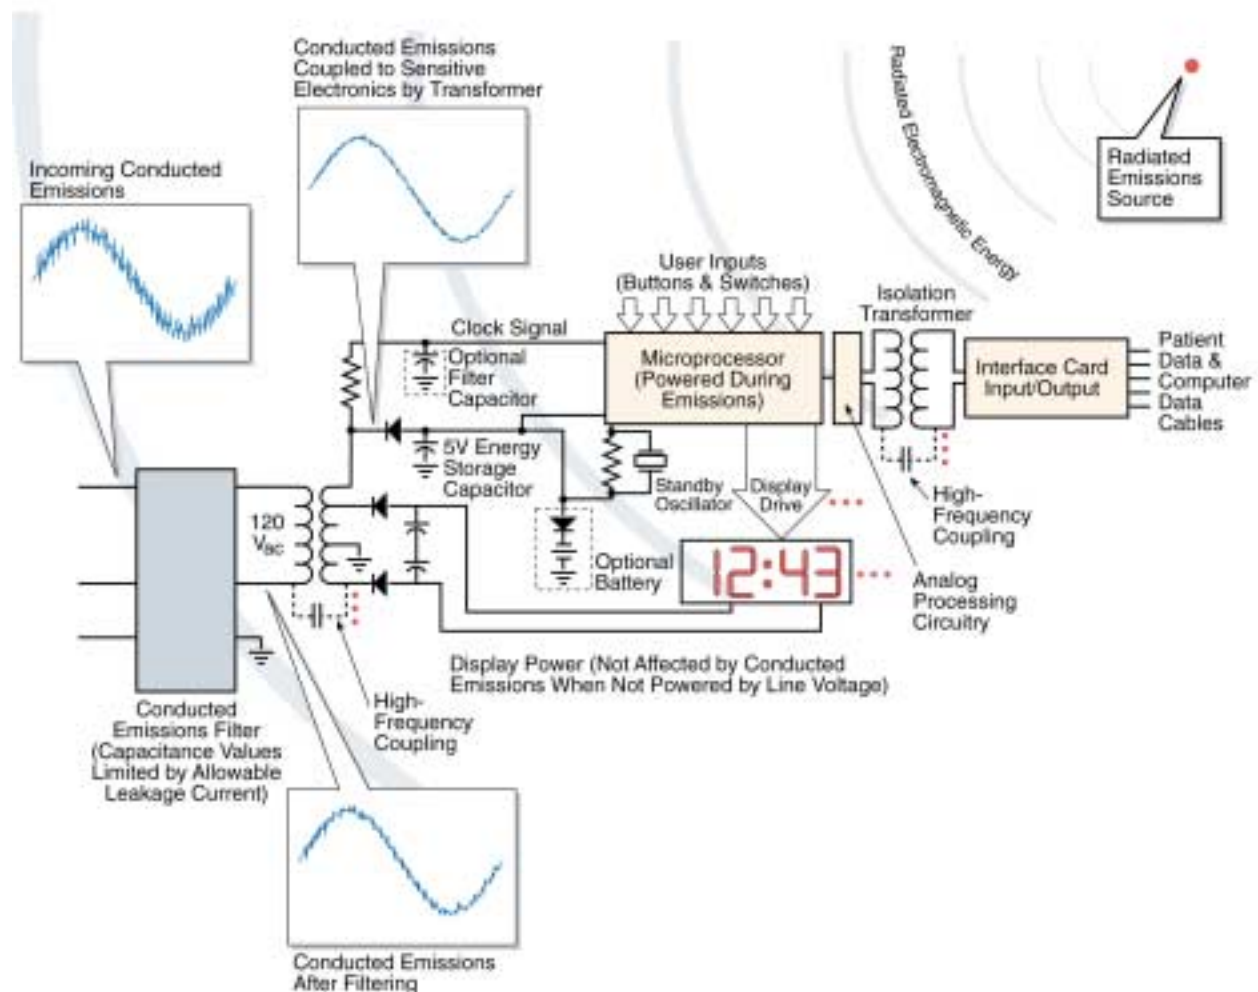 Conducted Emissions
Coupled to Sensitive
Electronics by Transformer
Incoming Conducted
Emissions
Radiated Electromagnetic Energy
Radiated
Emissions
Source
User Inputs
(Buttons & Switches)
Isolation
Transformer
Clock Signal
Optional
Filter
Capacitor
Microprocessor
(Powered During
Emissions)
Interface Card
Input/Output
Patient
Data &
Computer
Data
Cables
5V Energy
Storage
Capacitor
Standby
Oscillator
Display
Drive
High-
Frequency
Coupling
120
Vac
Optional
Battery
12:43
Analog
Processing
Circuitry
Display Power (Not Affected by Conducted
Emissions When Not Powered by Line Voltage)
High-
Frequency
Coupling
Conducted
Emissions Filter
(Capacitance Values
Limited by Allowable
Leakage Current)
Conducted Emissions
After Filtering